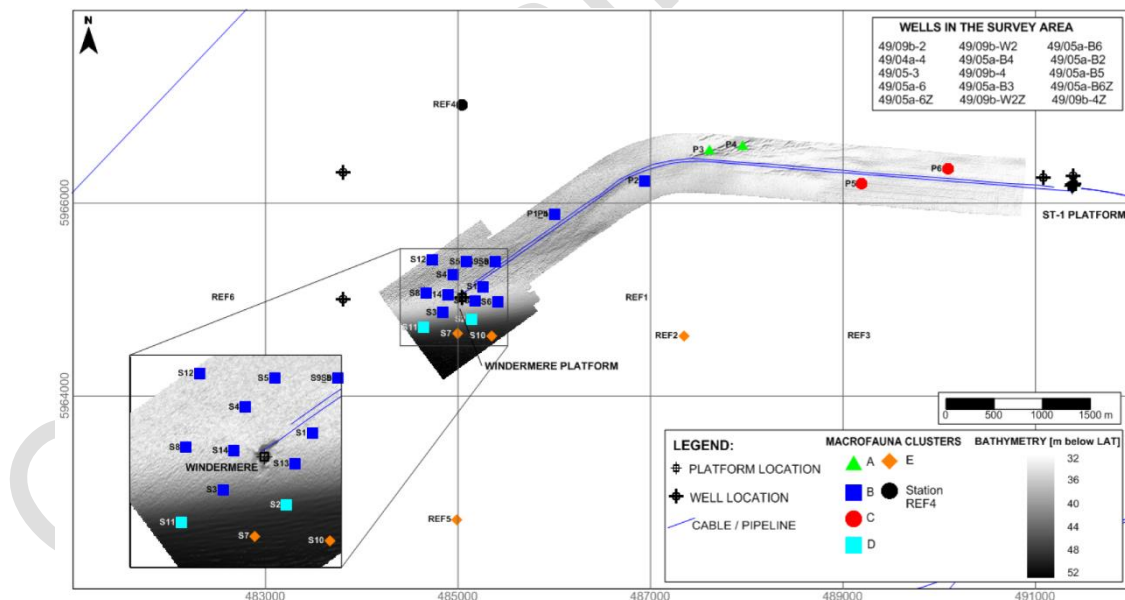 N
WELLS IN THE SURVEY AREA
49/09b-2 49/09b-W2 49/05a-B6
49/04a-4 49/05a-B4 49/05a-B2
49/05-3 49/09b-4 49/05a-B5
49/05a-6 49/05a-B3 49/05a-B6Z
49/05a-6Z 49/09b-W2Z 49/09b-4Z
REF4
P3
P4
P6
P5
P2
5966000
ST-1 PLATFORM
S12
S5
S4
S8
S6
S3
S11
S7
S10
REF6
REF1
REF2
REF3
WINDERMERE PLATFORM
5964000
S12
S5
S4
S1
S8
S14
WINDERMERE
S13
S3
S2
S11
S7
S10
REF5
0 500 1000 1500 m
LEGEND:
PLATFORM LOCATION
WELL LOCATION
CABLE / PIPELINE
MACROFAUNA CLUSTERS
A
B
C
D
E
Station
REF4
BATHYMETRY [m below LAT]
32
36
40
44
48
52
483000
485000
487000
489000
491000